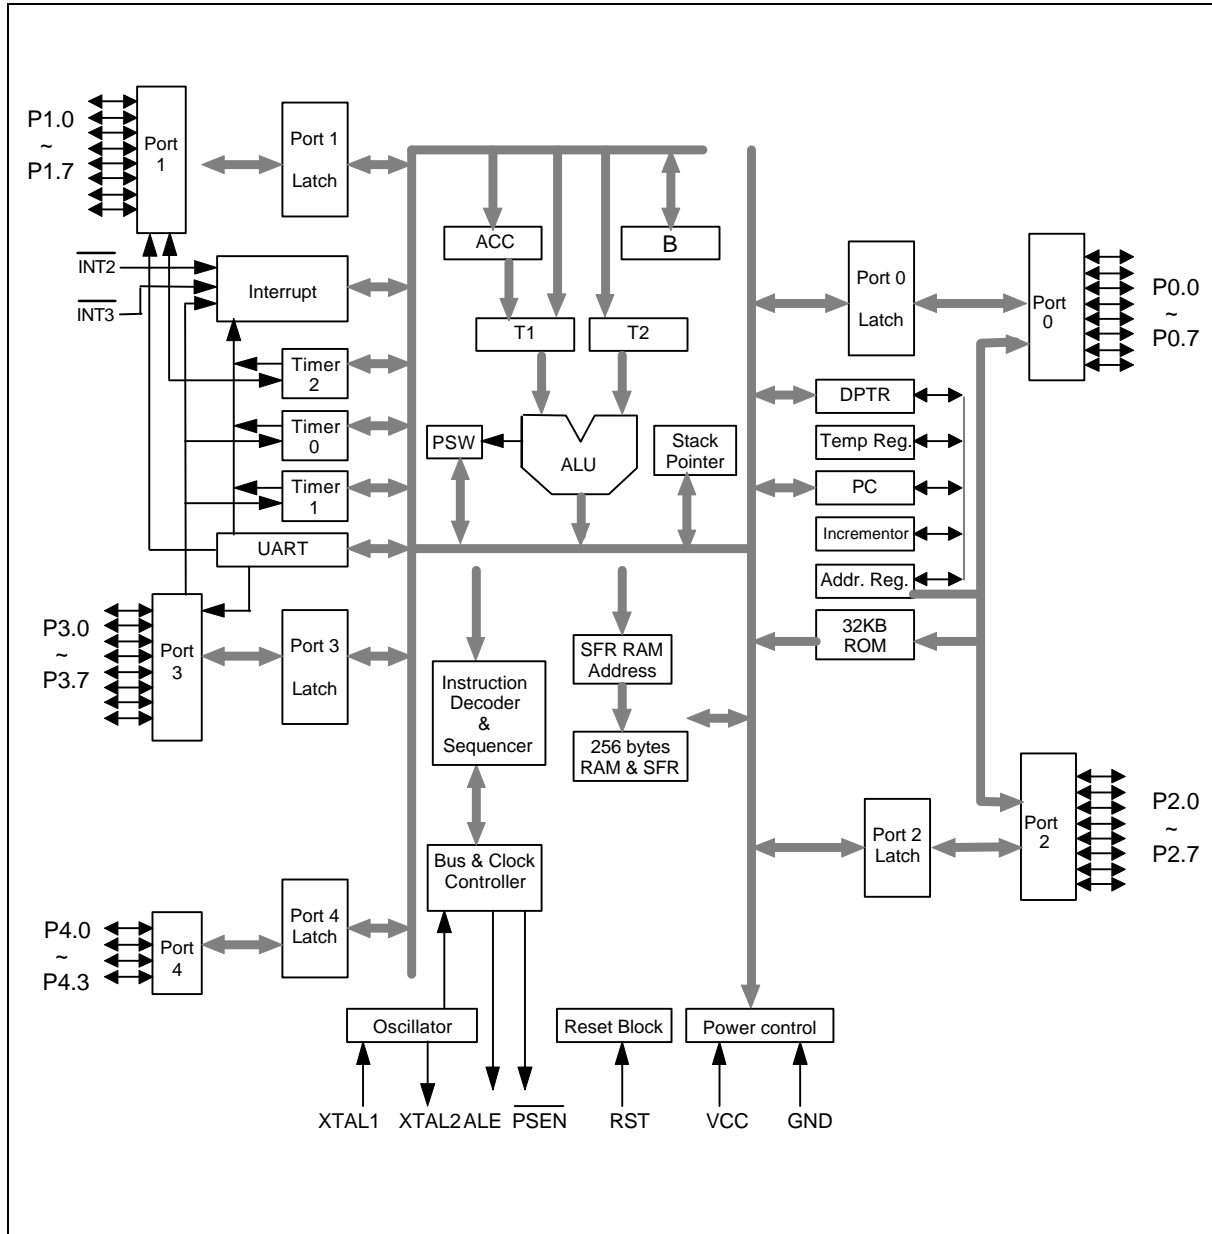 P1.0
~
P1.7
Port
1
Port 1
Latch
INT2
INT3
Interrupt
Timer
2
Timer
0
Timer
1
UART
P3.0
~
P3.7
Port
3
Port 3
Latch
P4.0
~
P4.3
Port
4
Port 4
Latch
ACC
B
T1
T2
PSW
ALU
Stack
Pointer
Instruction
Decoder
&
Sequencer
SFR RAM
Address
256 bytes
RAM & SFR
Bus & Clock
Controller
Oscillator
Reset Block
Power control
XTAL1
XTAL2
ALE
PSEN
RST
VCC
GND
Port 0
Latch
Port
0
P0.0
~
P0.7
DPTR
Temp Reg.
PC
Incrementor
Addr. Reg.
32KB
ROM
Port 2
Latch
Port
2
P2.0
~
P2.7